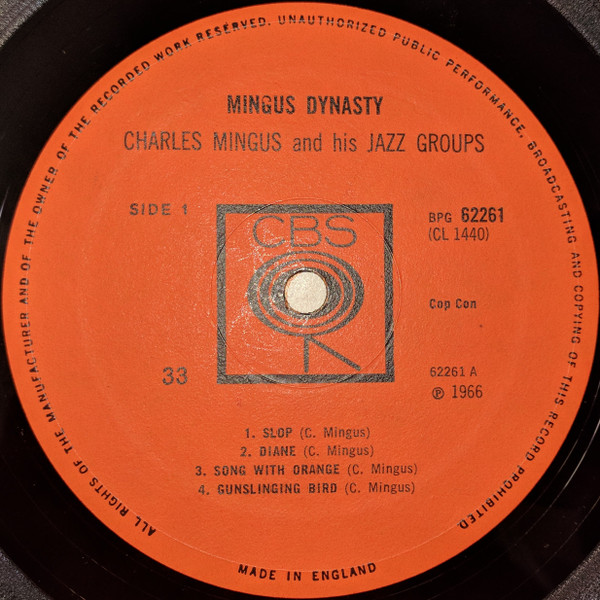 ALL RIGHTS OF THE MANUFACTURER AND OF THE OWNER OF THE RECORDED WORK RESERVED. UNAUTHORIZED PUBLIC PERFORMANCE, BROADCASTING AND COPYING OF THIS RECORD PROHIBITED.
MINGUS DYNASTY
CHARLES MINGUS and his JAZZ GROUPS
SIDE 1
BPG 62261
(CL 1440)
CBS
Cop Con
33
62261 A
℗ 1966
1. SLOP (C. Mingus)
2. DIANE (C. Mingus)
3. SONG WITH ORANGE (C. Mingus)
4. GUNSLINGING BIRD (C. Mingus)
MADE IN ENGLAND